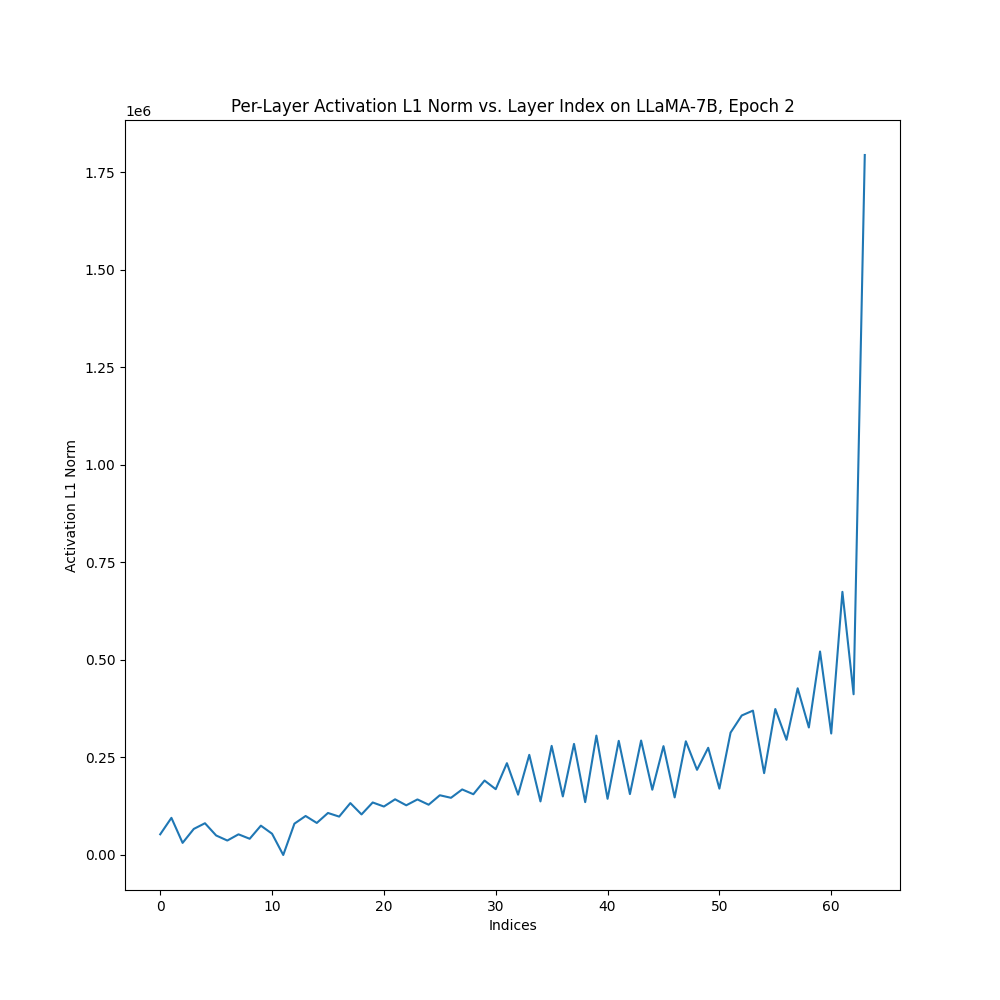 Per-Layer Activation L1 Norm vs. Layer Index on LLaMA-7B, Epoch 2
1e6
1.75
1.50
1.25
1.00
0.75
0.50
0.25
0.00
Activation L1 Norm
0 10 20 30 40 50 60
Indices